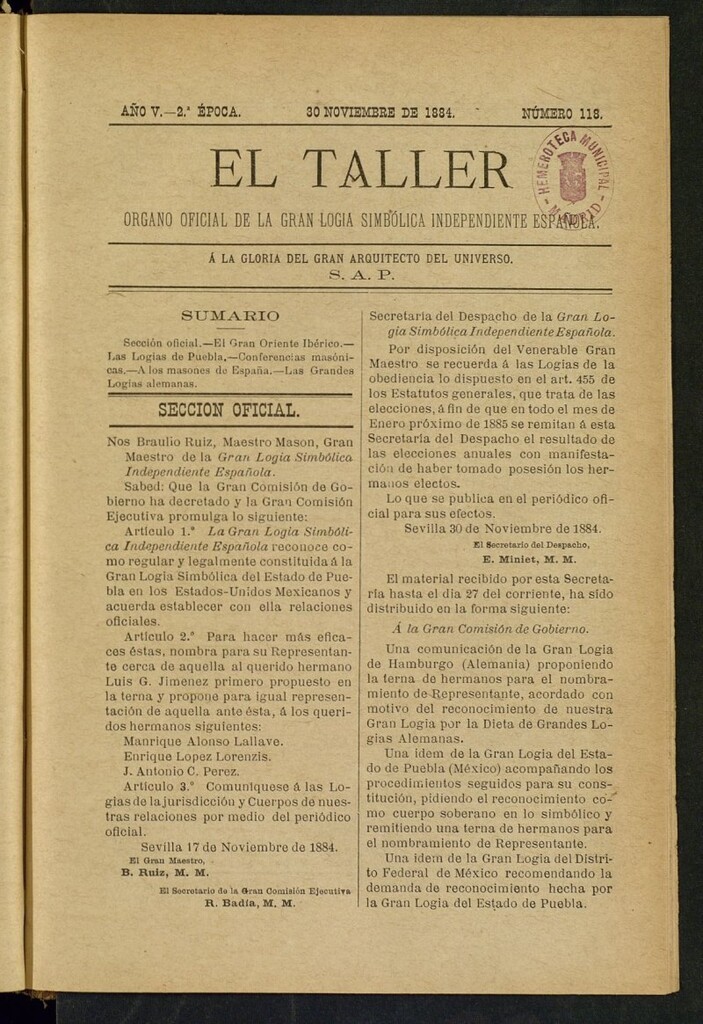 AÑO V.—2.ª ÉPOCA. 30 NOVIEMBRE DE 1884. NÚMERO 118.
EL TALLER
HEMEROTECA MUNICIPAL
MADRID
ORGANO OFICIAL DE LA GRAN LOGIA SIMBÓLICA INDEPENDIENTE ESPAÑOLA.
Á LA GLORIA DEL GRAN ARQUITECTO DEL UNIVERSO.
S. A. P.
SUMARIO
Sección oficial.—El Gran Oriente Ibérico.—
Las Logias de Puebla.—Conferencias masóni-
cas.—A los masones de España.—Las Grandes
Logias alemanas.
SECCION OFICIAL.
Nos Braulio Ruiz, Maestro Mason, Gran
Maestro de la Gran Logia Simbólica
Independiente Española.
Sabed: Que la Gran Comisión de Go-
bierno ha decretado y la Gran Comisión
Ejecutiva promulga lo siguiente:
Artículo 1.º La Gran Logia Simbóli-
ca Independiente Española reconoce co-
mo regular y legalmente constituida á la
Gran Logia Simbólica del Estado de Pue-
bla en los Estados-Unidos Mexicanos y
acuerda establecer con ella relaciones
oficiales.
Artículo 2.º Para hacer más efica-
ces éstas, nombra para su Representan-
te cerca de aquella al querido hermano
Luis G. Jimenez primero propuesto en
la terna y propone para igual represen-
tación de aquella ante ésta, á los queri-
dos hermanos siguientes:
Manrique Alonso Lallave.
Enrique Lopez Lorenzis.
J. Antonio C. Perez.
Artículo 3.º Comuníquese á las Lo-
gias de la jurisdicción y Cuerpos de nues-
tras relaciones por medio del periódico
oficial.
Sevilla 17 de Noviembre de 1884.
El Gran Maestro,
B. Ruiz, M. M.
El Secretario de la Gran Comisión Ejecutiva
R. Badía, M. M.
Secretaria del Despacho de la Gran Lo-
gia Simbólica Independiente Española.
Por disposición del Venerable Gran
Maestro se recuerda á las Logias de la
obediencia lo dispuesto en el art. 455 de
los Estatutos generales, que trata de las
elecciones, á fin de que en todo el mes de
Enero próximo de 1885 se remitan á esta
Secretaria del Despacho el resultado de
las elecciones anuales con manifesta-
ción de haber tomado posesión los her-
manos electos.
Lo que se publica en el periódico ofi-
cial para sus efectos.
Sevilla 30 de Noviembre de 1884.
El Secretario del Despacho,
E. Miniet, M. M.
El material recibido por esta Secreta-
ría hasta el dia 27 del corriente, ha sido
distribuido en la forma siguiente:
Á la Gran Comisión de Gobierno.
Una comunicación de la Gran Logia
de Hamburgo (Alemania) proponiendo
la terna de hermanos para el nombra-
miento de Representante, acordado con
motivo del reconocimiento de nuestra
Gran Logia por la Dieta de Grandes Lo-
gias Alemanas.
Una idem de la Gran Logia del Esta-
do de Puebla (México) acompañando los
procedimientos seguidos para su cons-
titución, pidiendo el reconocimiento co-
mo cuerpo soberano en lo simbólico y
remitiendo una terna de hermanos para
el nombramiento de Representante.
Una idem de la Gran Logia del Distri-
to Federal de México recomendando la
demanda de reconocimiento hecha por
la Gran Logia del Estado de Puebla.